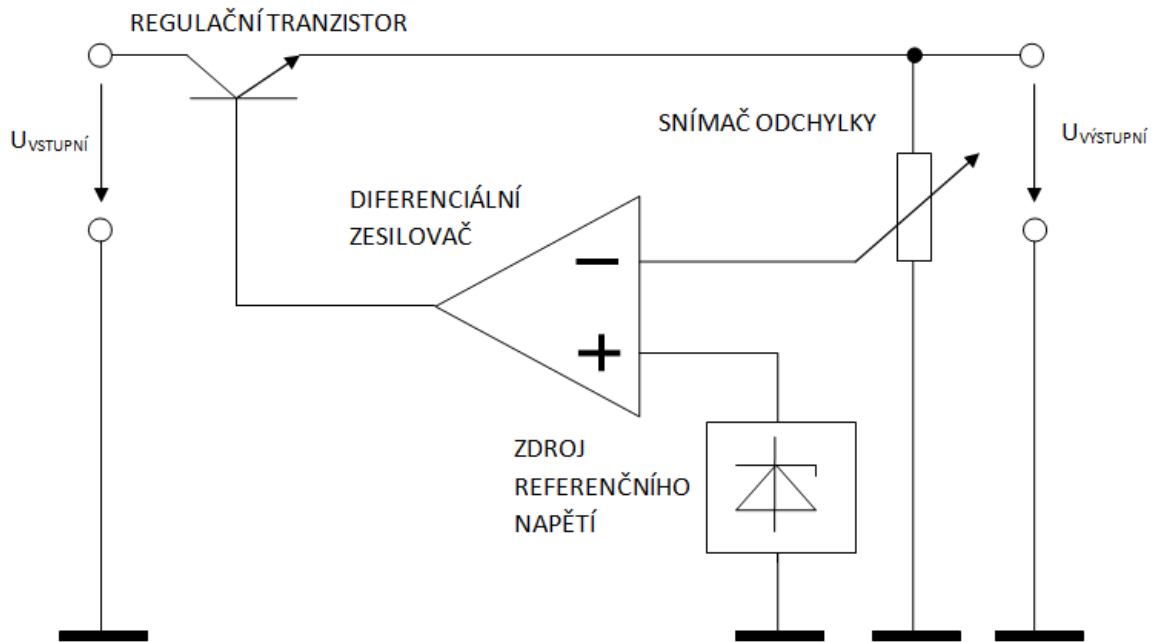 REGULAČNÍ TRANZISTOR
SNÍMAČ ODCHYLKY
UVSTUPNÍ
UVÝSTUPNÍ
DIFERENCIÁLNÍ
ZESILOVAČ
−
+
ZDROJ
REFERENČNÍHO
NAPĚTÍ